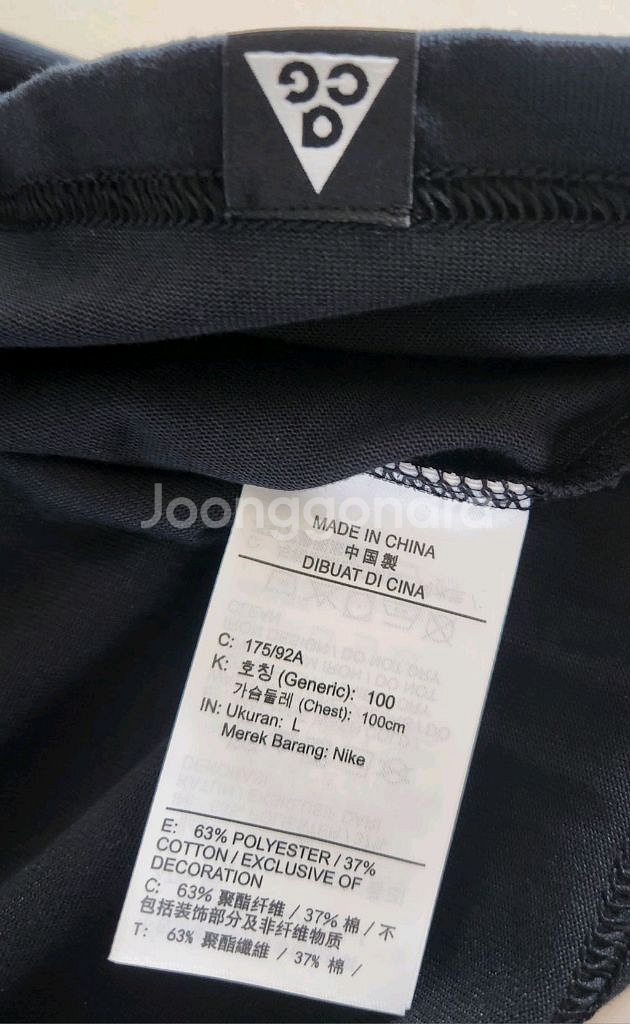 acg
Joonggonara
MADE IN CHINA
中国製
DIBUAT DI CINA
C: 175/92A
K: 호칭 (Generic): 100
가슴둘레 (Chest): 100cm
IN: Ukuran: L
Merek Barang: Nike
E: 63% POLYESTER / 37%
COTTON / EXCLUSIVE OF
DECORATION
C: 63% 聚酯纤维 / 37% 棉 / 不
包括装饰部分及非纤维物质
T: 63% 聚酯纖維 / 37% 棉 /